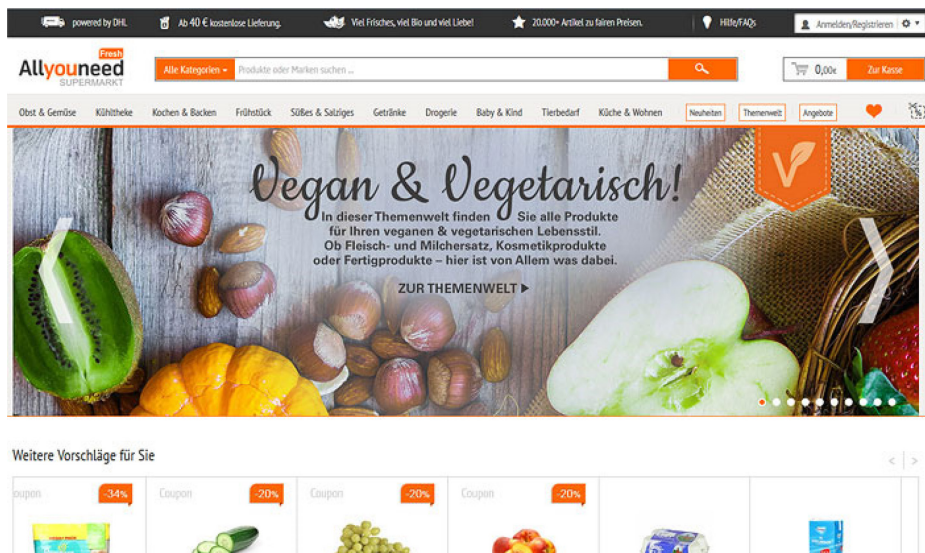 powered by DHL
Ab 40 € kostenlose Lieferung.
Viel Frisches, viel Bio und viel Liebe!
20.000+ Artikel zu fairen Preisen.
Hilfe/FAQs
Anmelden/Registrieren
Fresh
Allyouneed
SUPERMARKT
Alle Kategorien
Produkte oder Marken suchen ...
0,00€
Zur Kasse
Obst & Gemüse
Kühltheke
Kochen & Backen
Frühstück
Süßes & Salziges
Getränke
Drogerie
Baby & Kind
Tierbedarf
Küche & Wohnen
Neuheiten
Themenwelt
Angebote
%
Vegan & Vegetarisch!
In dieser Themenwelt finden Sie alle Produkte
für Ihren veganen & vegetarischen Lebensstil.
Ob Fleisch- und Milchersatz, Kosmetikprodukte
oder Fertigprodukte – hier ist von Allem was dabei.
ZUR THEMENWELT
Weitere Vorschläge für Sie
< | >
oupon
-34%
Coupon
-20%
Coupon
-20%
Coupon
-20%